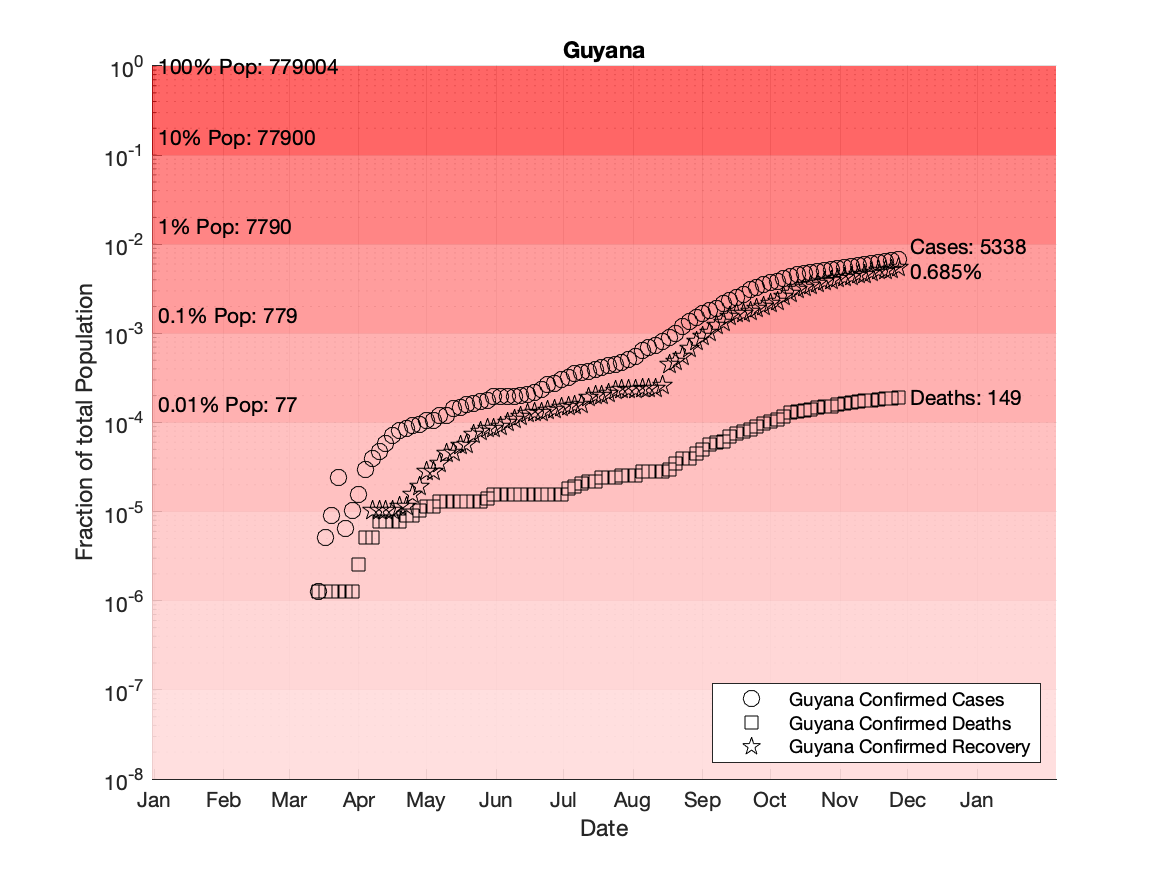 Guyana
10^0
100% Pop: 779004
10% Pop: 77900
10^-1
1% Pop: 7790
10^-2
Cases: 5338
0.685%
0.1% Pop: 779
10^-3
0.01% Pop: 77
Deaths: 149
10^-4
10^-5
10^-6
10^-7
10^-8
Fraction of total Population
Guyana Confirmed Cases
Guyana Confirmed Deaths
Guyana Confirmed Recovery
Jan Feb Mar Apr May Jun Jul Aug Sep Oct Nov Dec Jan
Date